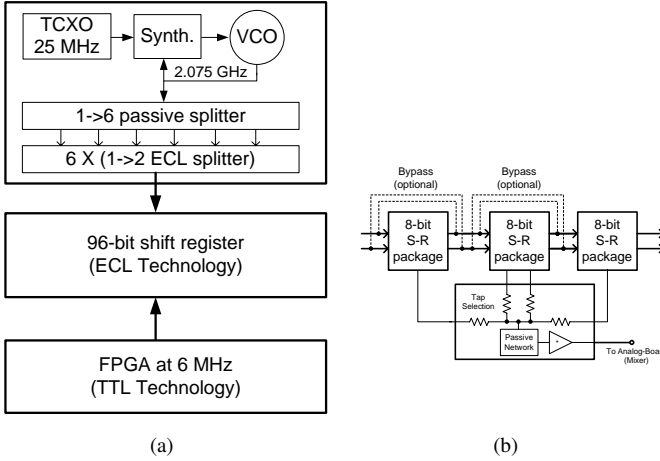 TCXO
25 MHz
Synth.
VCO
2.075 GHz
1->6 passive splitter
6 X (1->2 ECL splitter)
96-bit shift register
(ECL Technology)
FPGA at 6 MHz
(TTL Technology)
(a)
Bypass
(optional)
Bypass
(optional)
8-bit
S-R
package
8-bit
S-R
package
8-bit
S-R
package
Tap
Selection
Passive
Network
To Analog-Board
(Mixer)
(b)